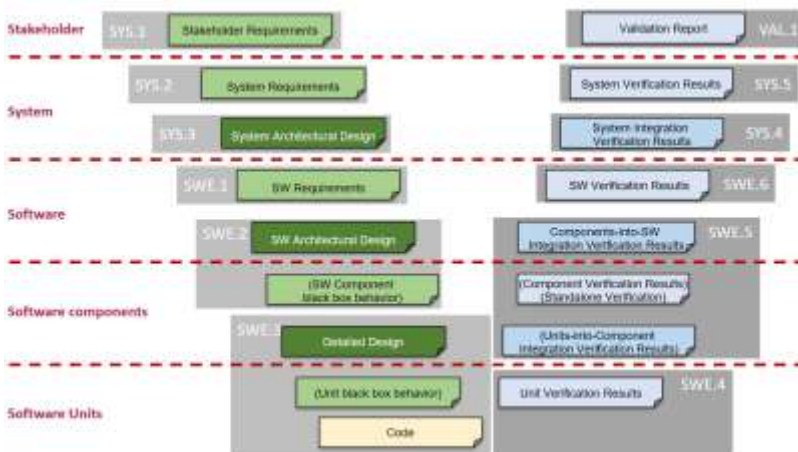 Stakeholder
SYS.1
Stakeholder Requirements
Validation Report
VAL.1
SYS.2
System Requirements
System Verification Results
SYS.5
System
SYS.3
System Architectural Design
System Integration
Verification Results
SYS.4
SWE.1
SW Requirements
SW Verification Results
SWE.6
Software
SWE.2
SW Architectural Design
Components-into-SW
Integration Verification Results
SWE.5
(SW Component
black box behavior)
(Component Verification Results)
(Standalone Verification)
Software components
SWE.3
Detailed Design
(Units-into-Component
Integration Verification Results)
(Unit black box behavior)
Unit Verification Results
SWE.4
Software Units
Code